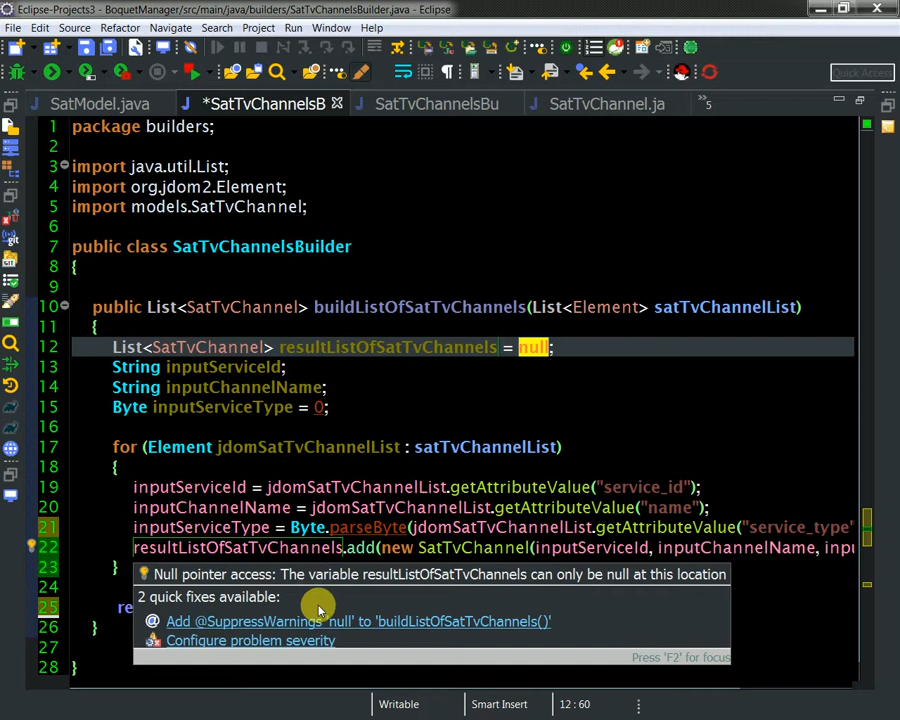 Eclipse-Projects3 - BoquetManager/src/main/java/builders/SatTvChannelsBuilder.java - Eclipse
File Edit Source Refactor Navigate Search Project Run Window Help
Quick Access
SatModel.java *SatTvChannelsB SatTvChannelsBu SatTvChannel.ja »5
1 package builders;
2
3 import java.util.List;
4 import org.jdom2.Element;
5 import models.SatTvChannel;
6
7 public class SatTvChannelsBuilder
8 {
9
10 public List<SatTvChannel> buildListOfSatTvChannels(List<Element> satTvChannelList)
11 {
12 List<SatTvChannel> resultListOfSatTvChannels = null;
13 String inputServiceId;
14 String inputChannelName;
15 Byte inputServiceType = 0;
16
17 for (Element jdomSatTvChannelList : satTvChannelList)
18 {
19 inputServiceId = jdomSatTvChannelList.getAttributeValue("service_id");
20 inputChannelName = jdomSatTvChannelList.getAttributeValue("name");
21 inputServiceType = Byte.parseByte(jdomSatTvChannelList.getAttributeValue("service_type"
22 resultListOfSatTvChannels.add(new SatTvChannel(inputServiceId, inputChannelName, inpu
23 }
Null pointer access: The variable resultListOfSatTvChannels can only be null at this location
24
2 quick fixes available:
25 re
@ Add @SuppressWarnings 'null' to 'buildListOfSatTvChannels()'
26 }
Configure problem severity
27
Press 'F2' for focus
28 }
Writable Smart Insert 12 : 60